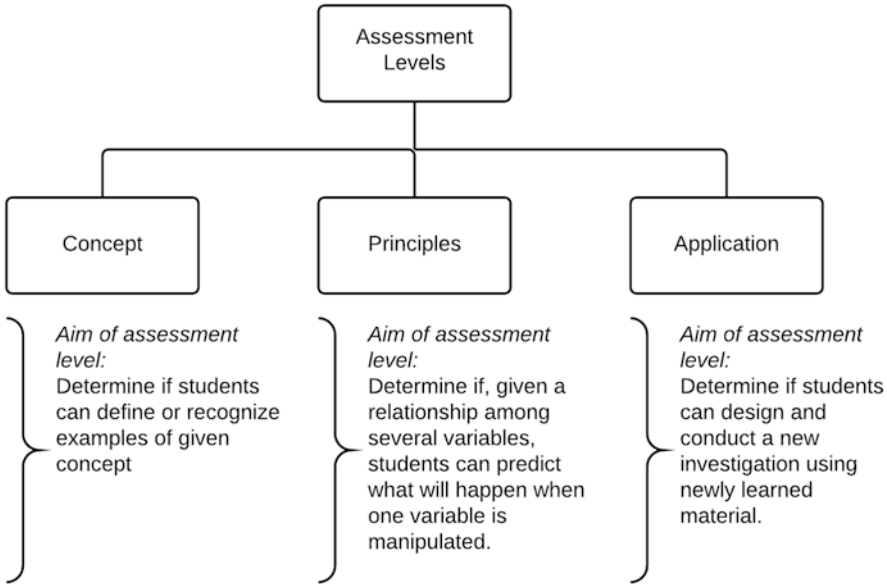 Assessment
Levels
Concept
Principles
Application
Aim of assessment
level:
Determine if students
can define or recognize
examples of given
concept
Aim of assessment
level:
Determine if, given a
relationship among
several variables,
students can predict
what will happen when
one variable is
manipulated.
Aim of assessment
level:
Determine if students
can design and
conduct a new
investigation using
newly learned
material.